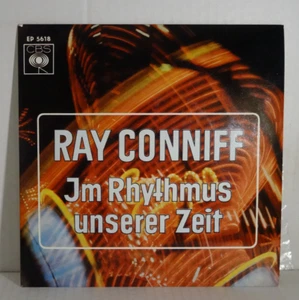 EP 5618
CBS
RAY CONNIFF
Jm Rhythmus
unserer Zeit